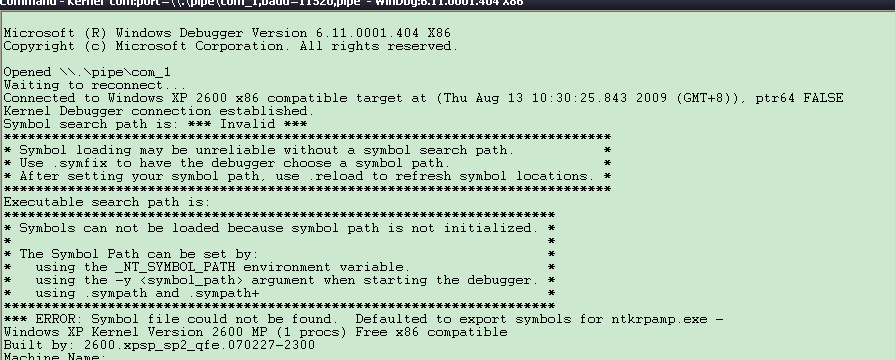 Command - Kernel 'com:port=\\.\pipe\com_1,baud=11520,pipe' - WinDbg:6.11.0001.404 X86
Microsoft (R) Windows Debugger Version 6.11.0001.404 X86
Copyright (c) Microsoft Corporation. All rights reserved.
Opened \\.\pipe\com_1
Waiting to reconnect...
Connected to Windows XP 2600 x86 compatible target at (Thu Aug 13 10:30:25.843 2009 (GMT+8)), ptr64 FALSE
Kernel Debugger connection established.
Symbol search path is: *** Invalid ***
****************************************************************************
* Symbol loading may be unreliable without a symbol search path.           *
* Use .symfix to have the debugger choose a symbol path.                   *
* After setting your symbol path, use .reload to refresh symbol locations. *
****************************************************************************
Executable search path is:
*********************************************************************
* Symbols can not be loaded because symbol path is not initialized. *
*                                                                   *
* The Symbol Path can be set by:                                    *
*   using the _NT_SYMBOL_PATH environment variable.                 *
*   using the -y <symbol_path> argument when starting the debugger. *
*   using .sympath and .sympath+                                    *
*********************************************************************
*** ERROR: Symbol file could not be found.  Defaulted to export symbols for ntkrpamp.exe -
Windows XP Kernel Version 2600 MP (1 procs) Free x86 compatible
Built by: 2600.xpsp_sp2_qfe.070227-2300
Machine Name: